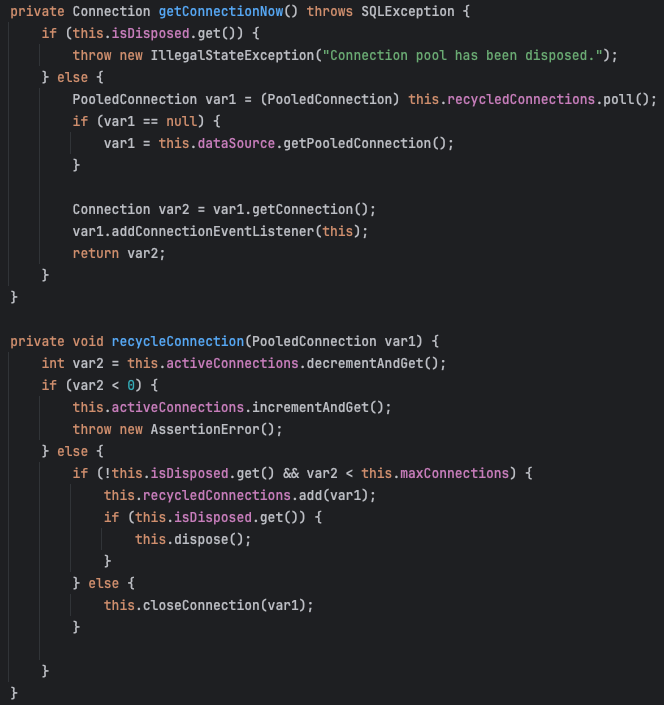 private Connection getConnectionNow() throws SQLException {
    if (this.isDisposed.get()) {
        throw new IllegalStateException("Connection pool has been disposed.");
    } else {
        PooledConnection var1 = (PooledConnection) this.recycledConnections.poll();
        if (var1 == null) {
            var1 = this.dataSource.getPooledConnection();
        }

        Connection var2 = var1.getConnection();
        var1.addConnectionEventListener(this);
        return var2;
    }
}

private void recycleConnection(PooledConnection var1) {
    int var2 = this.activeConnections.decrementAndGet();
    if (var2 < 0) {
        this.activeConnections.incrementAndGet();
        throw new AssertionError();
    } else {
        if (!this.isDisposed.get() && var2 < this.maxConnections) {
            this.recycledConnections.add(var1);
            if (this.isDisposed.get()) {
                this.dispose();
            }
        } else {
            this.closeConnection(var1);
        }

    }
}